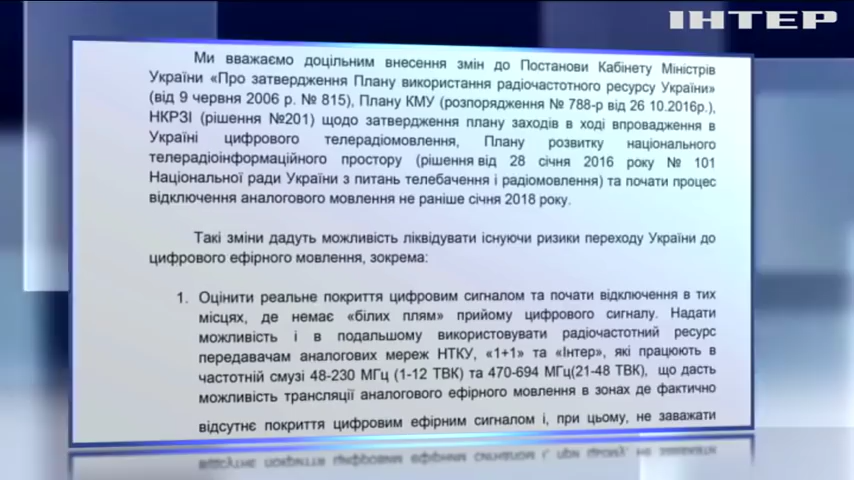 ІНТЕР
Ми вважаємо доцільним внесення змін до Постанови Кабінету Міністрів
України «Про затвердження Плану використання радіочастотного ресурсу України»
(від 9 червня 2006 р. № 815), Плану КМУ (розпорядження № 788-р від 26 10.2016р.),
НКРЗІ (рішення №201) щодо затвердження плану заходів в ході впровадження в
Україні цифрового телерадіомовлення, Плану розвитку національного
телерадіоінформаційного простору (рішення від 28 січня 2016 року № 101
Національної ради України з питань телебачення і радіомовлення) та почати процес
відключення аналогового мовлення не раніше січня 2018 року.
Такі зміни дадуть можливість ліквідувати існуючи ризики переходу України до
цифрового ефірного мовлення, зокрема:
1. Оцінити реальне покриття цифровим сигналом та почати відключення в тих
місцях, де немає «білих плям» прийому цифрового сигналу. Надати
можливість і в подальшому використовувати радіочастотний ресурс
передавачам аналогових мереж НТКУ, «1+1» та «Інтер», які працюють в
частотній смузі 48-230 МГц (1-12 ТВК) та 470-694 МГц(21-48 ТВК), що дасть
можливість трансляції аналогового ефірного мовлення в зонах де фактично
відсутнє покриття цифровим ефірним сигналом і, при цьому, не заважати